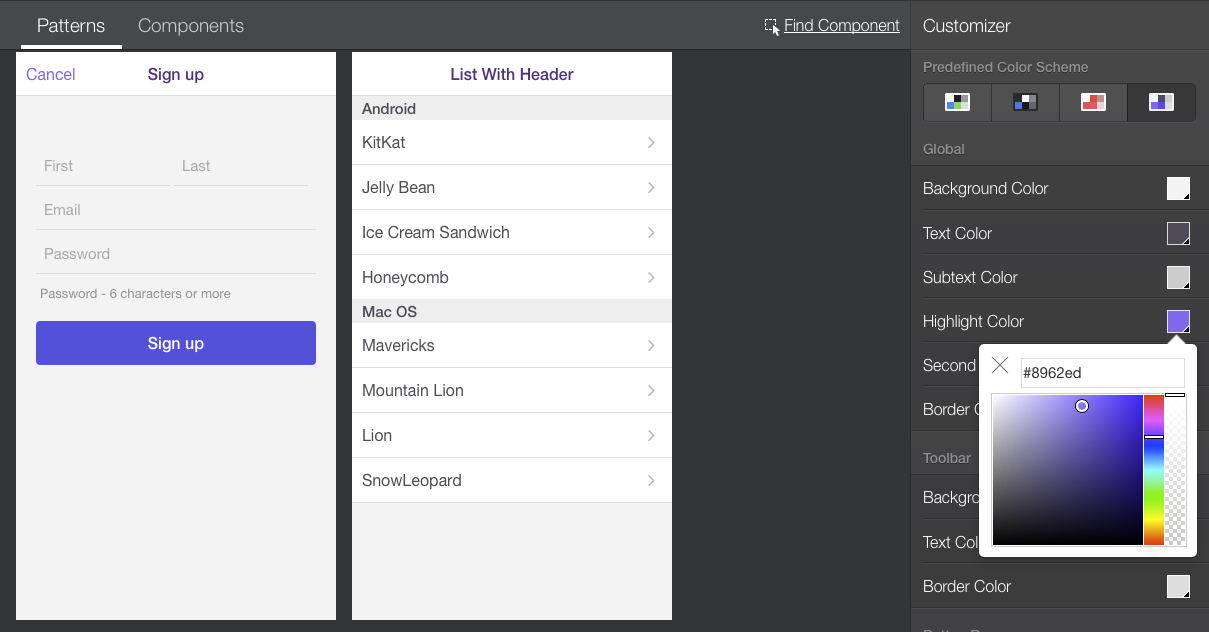 Patterns
Components
Find Component
Customizer
Cancel
Sign up
First
Last
Email
Password
Password - 6 characters or more
Sign up
List With Header
Android
KitKat
Jelly Bean
Ice Cream Sandwich
Honeycomb
Mac OS
Mavericks
Mountain Lion
Lion
SnowLeopard
Predefined Color Scheme
Global
Background Color
Text Color
Subtext Color
Highlight Color
#8962ed
Second
Border C
Toolbar
Backgro
Text Col
Border Color